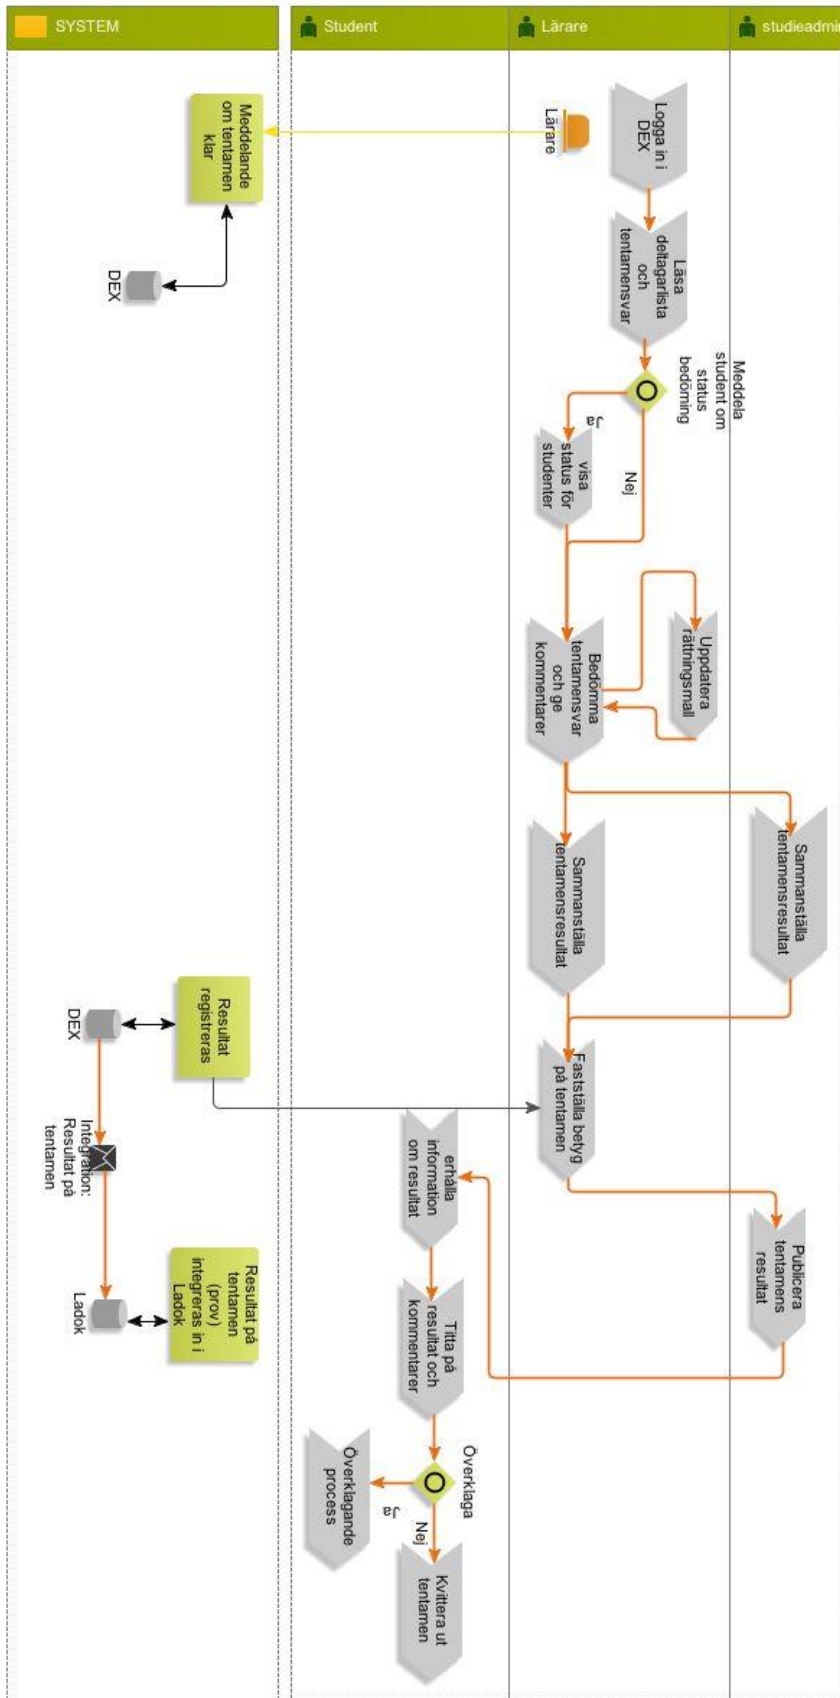 SYSTEM
Student
Lärare
studieadmin
Meddelande
om tentamen
klar
DEX
Lärare
Logga in i
DEX
Läsa
deltagarlista
och
tentamensvar
Meddela
student om
status
bedömning
Ja
Nej
visa
status för
studenter
Bedömma
tentamensvar
och ge
kommentarer
Uppdatera
rättningsmall
Sammanställa
tentamensresultat
Sammanställa
tentamensresultat
Resultat
registreras
DEX
Integration:
Resultat på
tentamen
Ladok
Resultat på
tentamen
(prov)
integreras in i
Ladok
Fastställa betyg
på tentamen
Publicera
tentamens
resultat
erhålla
information
om resultat
Titta på
resultat och
kommentarer
Överklaga
Ja
Nej
Överklagande
process
Kvittera ut
tentamen